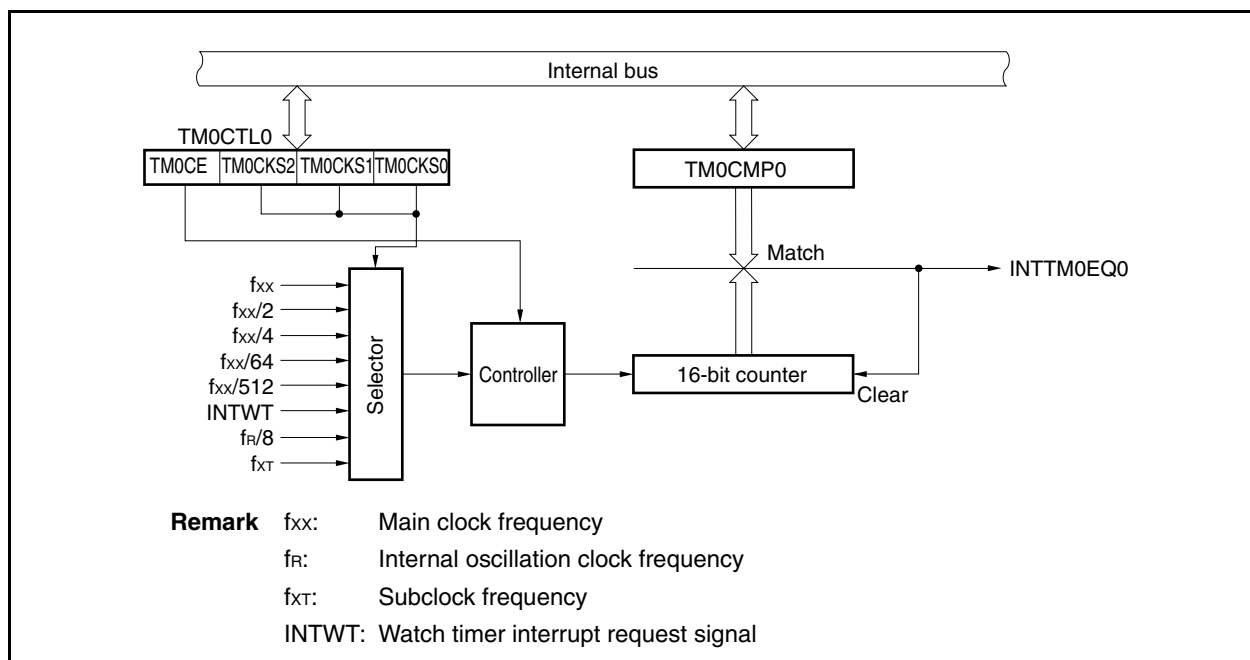 Internal bus
TM0CTL0
TM0CE TM0CKS2 TM0CKS1 TM0CKS0
TM0CMP0
Match
INTTM0EQ0
fXX
fXX/2
fXX/4
fXX/64
fXX/512
INTWT
fR/8
fXT
Selector
Controller
16-bit counter
Clear
Remark fXX: Main clock frequency
fR: Internal oscillation clock frequency
fXT: Subclock frequency
INTWT: Watch timer interrupt request signal